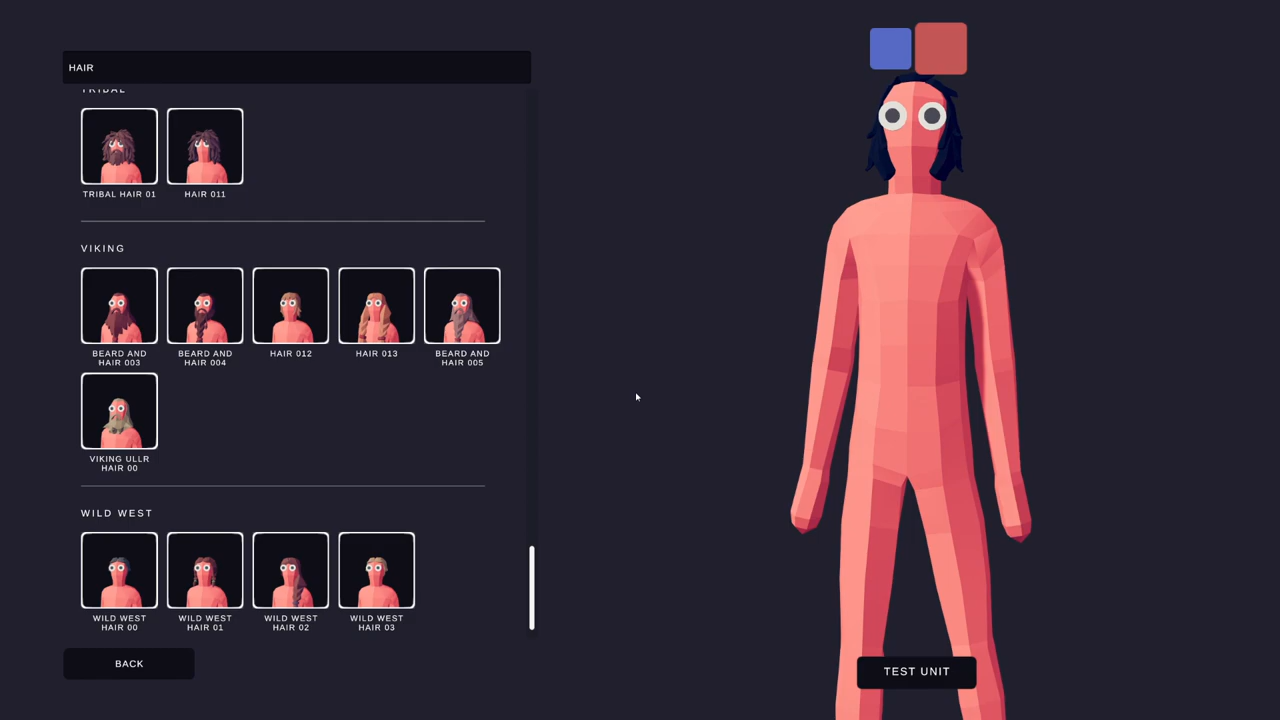 HAIR
TRIBAL
TRIBAL HAIR 01
HAIR 011
VIKING
BEARD AND
HAIR 003
BEARD AND
HAIR 004
HAIR 012
HAIR 013
BEARD AND
HAIR 005
VIKING ULLR
HAIR 00
WILD WEST
WILD WEST
HAIR 00
WILD WEST
HAIR 01
WILD WEST
HAIR 02
WILD WEST
HAIR 03
BACK
TEST UNIT